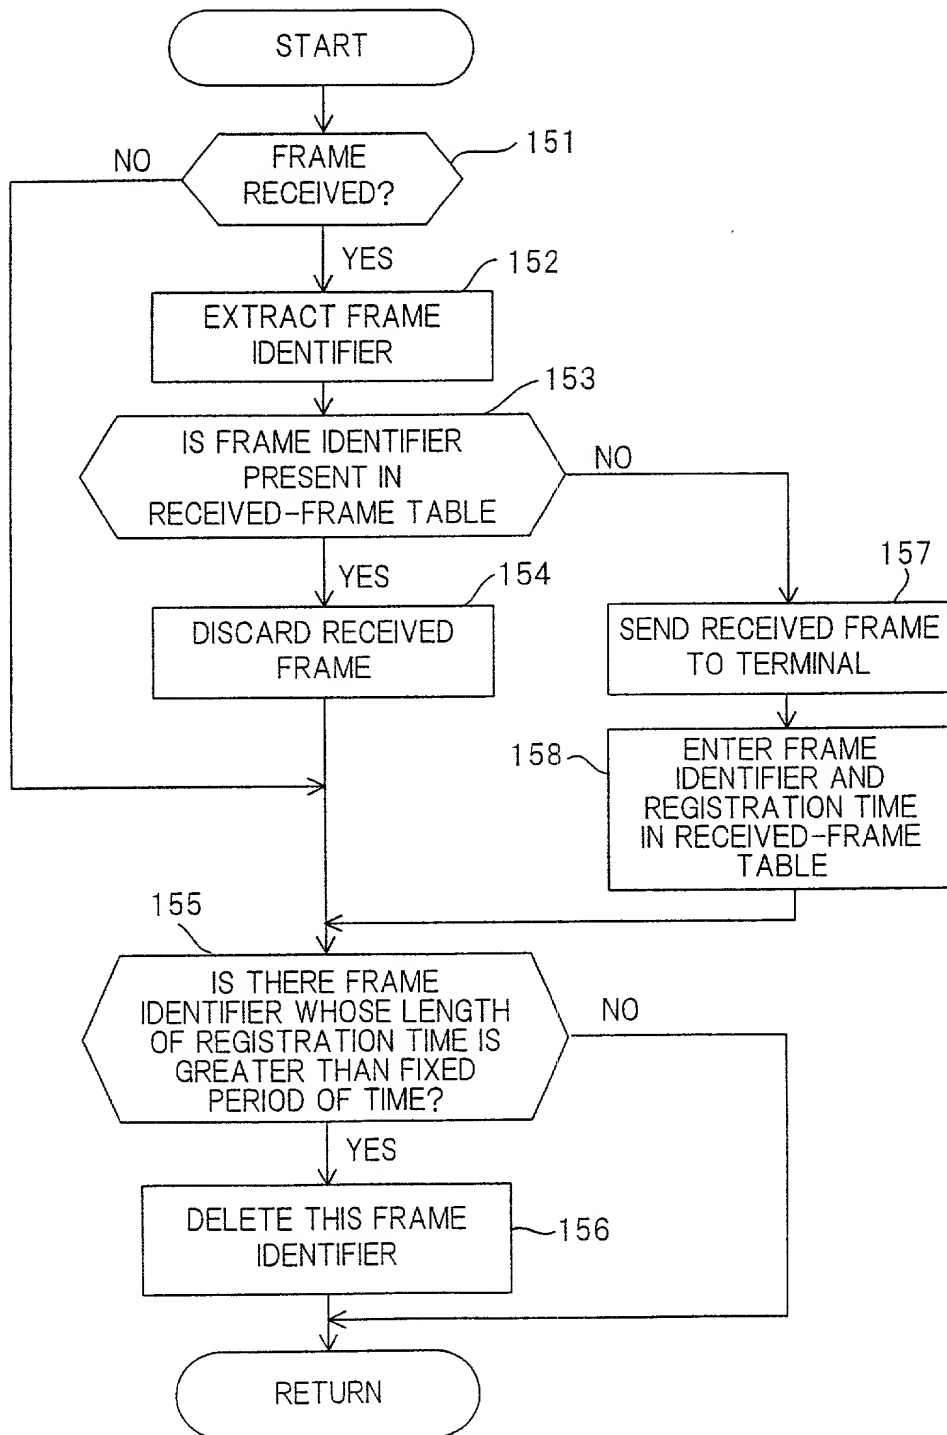 START
151
NO
FRAME
RECEIVED?
YES
152
EXTRACT FRAME
IDENTIFIER
153
IS FRAME IDENTIFIER
PRESENT IN
RECEIVED-FRAME TABLE
NO
YES
154
157
DISCARD RECEIVED
FRAME
SEND RECEIVED FRAME
TO TERMINAL
158
ENTER FRAME
IDENTIFIER AND
REGISTRATION TIME
IN RECEIVED-FRAME
TABLE
155
IS THERE FRAME
IDENTIFIER WHOSE LENGTH
OF REGISTRATION TIME IS
GREATER THAN FIXED
PERIOD OF TIME?
NO
YES
DELETE THIS FRAME
IDENTIFIER
156
RETURN